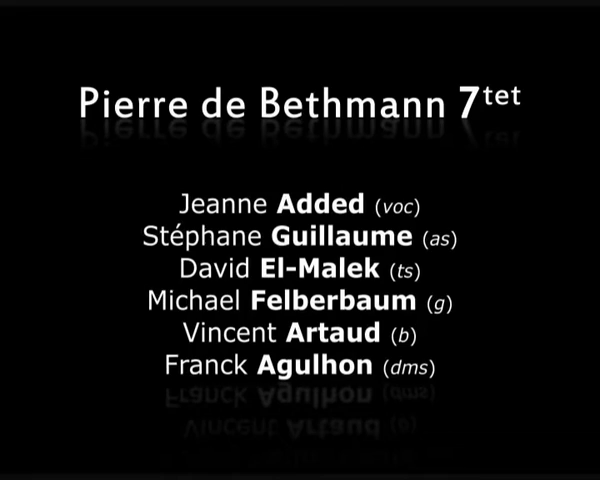 Pierre de Bethmann 7tet
Jeanne Added (voc)
Stéphane Guillaume (as)
David El-Malek (ts)
Michael Felberbaum (g)
Vincent Artaud (b)
Franck Agulhon (dms)